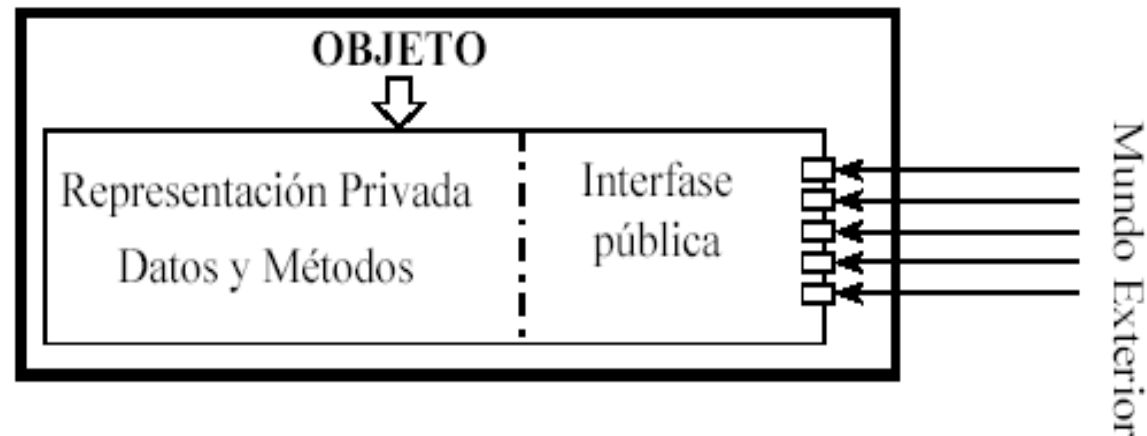 OBJETO
Representación Privada
Datos y Métodos
Interfase
pública
Mundo Exterior